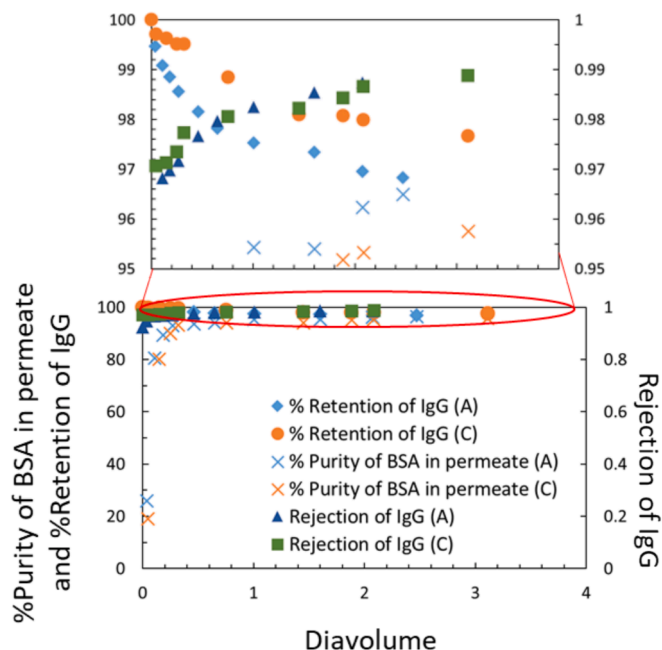 100
99
98
97
96
95
1
0.99
0.98
0.97
0.96
0.95
%Purity of BSA in permeate
and %Retention of IgG
100
80
60
40
20
0
% Retention of IgG (A)
% Retention of IgG (C)
% Purity of BSA in permeate (A)
% Purity of BSA in permeate (C)
Rejection of IgG (A)
Rejection of IgG (C)
1
0.8
0.6
0.4
0.2
0
Rejection of IgG
0 1 2 3 4
Diavolume